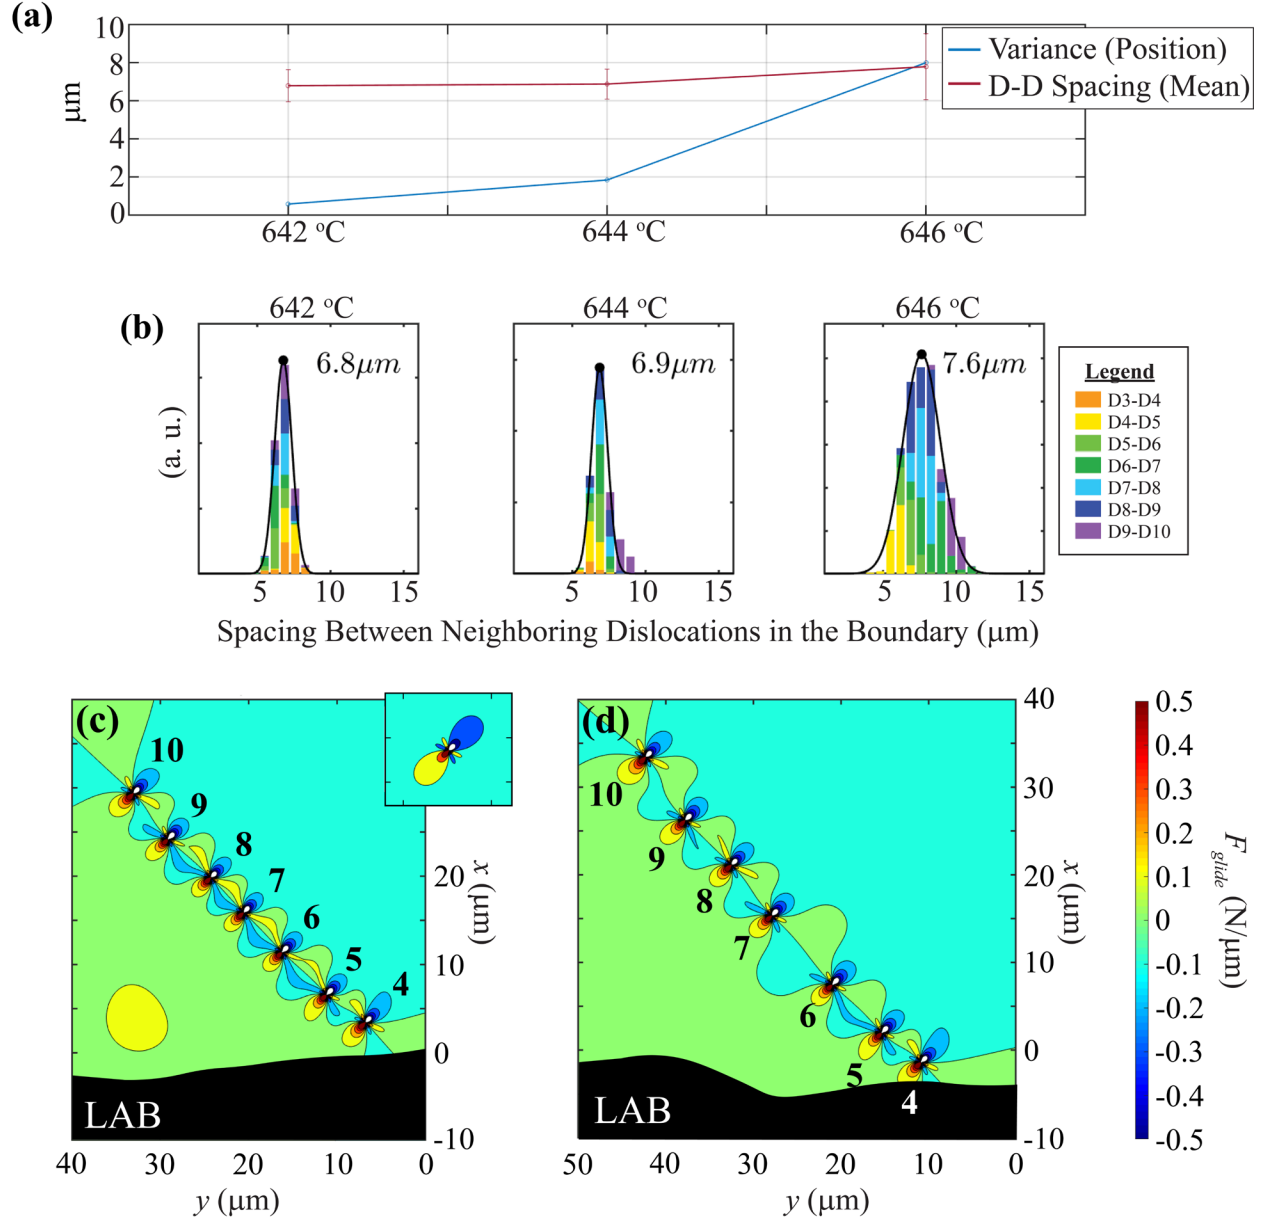 (a)
10
8
6
4
2
0
μm
642 °C
644 °C
646 °C
Variance (Position)
D-D Spacing (Mean)
(b)
642 °C
644 °C
646 °C
6.8μm
6.9μm
7.6μm
(a. u.)
5 10 15
5 10 15
5 10 15
Spacing Between Neighboring Dislocations in the Boundary (μm)
Legend
D3-D4
D4-D5
D5-D6
D6-D7
D7-D8
D8-D9
D9-D10
(c)
10
9
8
7
6
5
4
LAB
20
10
0
-10
x (μm)
40 30 20 10 0
y (μm)
(d)
10
9
8
7
6
5
4
LAB
40
30
20
10
0
-10
x (μm)
50 40 30 20 10 0
y (μm)
0.5
0.4
0.3
0.2
0.1
0
-0.1
-0.2
-0.3
-0.4
-0.5
Fglide (N/μm)